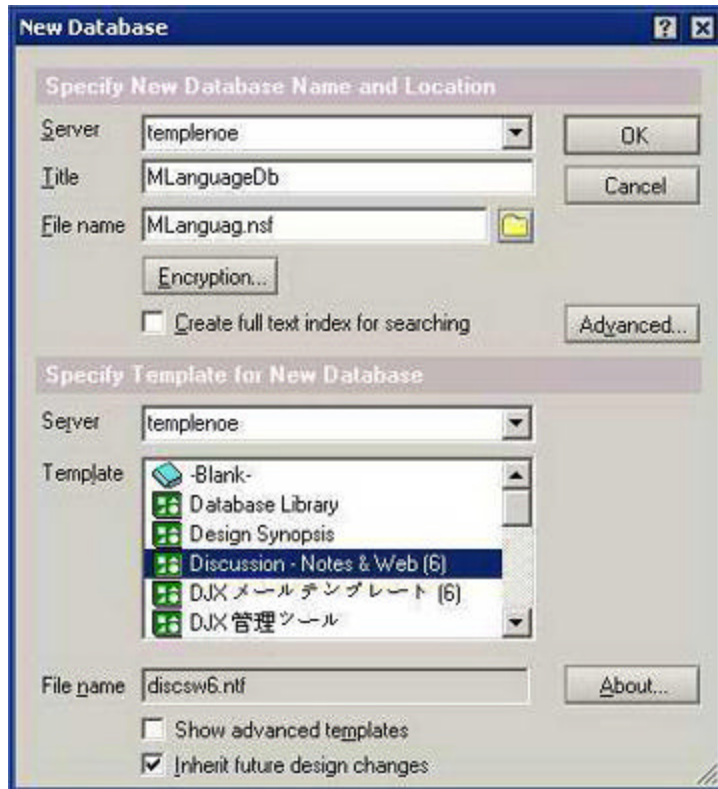 New Database
Specify New Database Name and Location
Server templenoe OK
Title MLanguageDb Cancel
File name MLanguag.nsf
Encryption...
Create full text index for searching Advanced...
Specify Template for New Database
Server templenoe
Template -Blank-
Database Library
Design Synopsis
Discussion - Notes & Web (6)
DJX メール テンプレート (6)
DJX 管理ツール
File name discsw6.ntf About...
Show advanced templates
Inherit future design changes